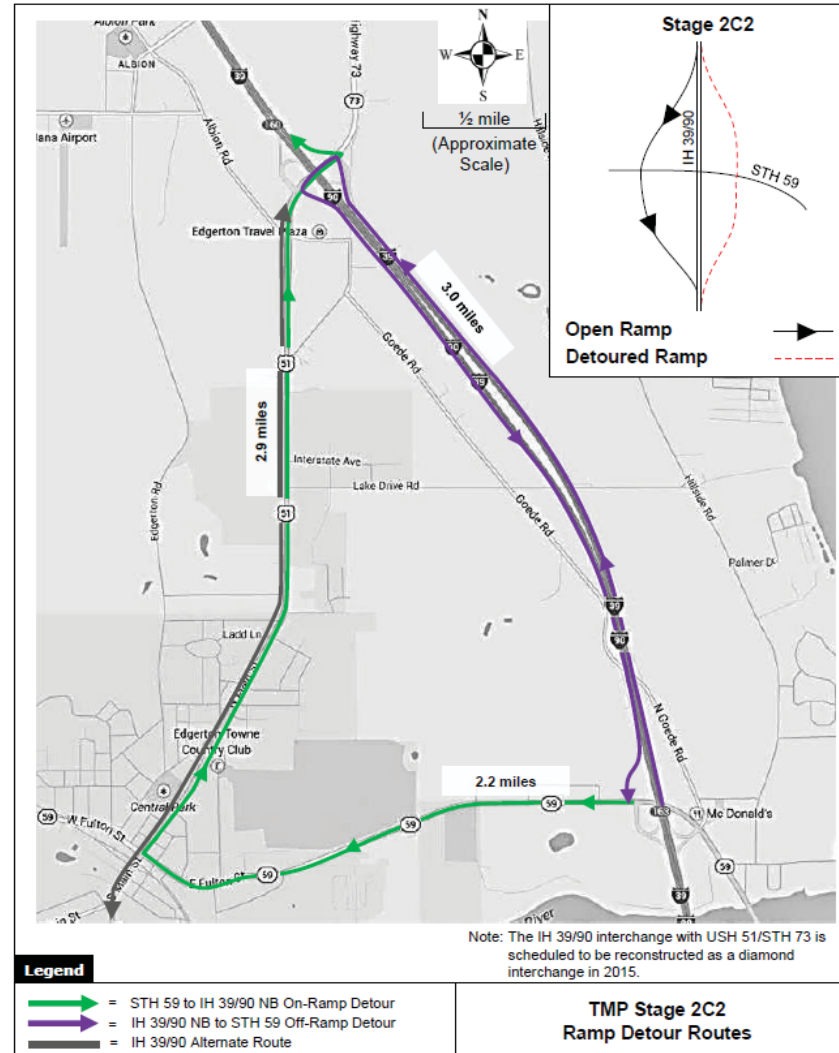 Albion Park
ALBION
Highway 73
N
W
E
S
½ mile
(Approximate
Scale)
39
160
73
Albion Rd
lana Airport
90
Edgerton Travel Plaza
39
3.0 miles
Goede Rd
90
39
51
2.9 miles
Edgerton Rd
Interstate Ave
Lake Drive Rd
51
Goede Rd
Hillside Rd
Palmer D
39
90
Ladd Ln
N Goede Rd
Edgerton Towne
Country Club
Central Park
2.2 miles
59
W Fulton St
59
59
163
McDonald's
59
E Fulton St
59
S Main St
39
90
River
Stage 2C2
IH 39/90
STH 59
Open Ramp
Detoured Ramp
Note: The IH 39/90 interchange with USH 51/STH 73 is
scheduled to be reconstructed as a diamond
interchange in 2015.
Legend
= STH 59 to IH 39/90 NB On-Ramp Detour
= IH 39/90 NB to STH 59 Off-Ramp Detour
= IH 39/90 Alternate Route
TMP Stage 2C2
Ramp Detour Routes